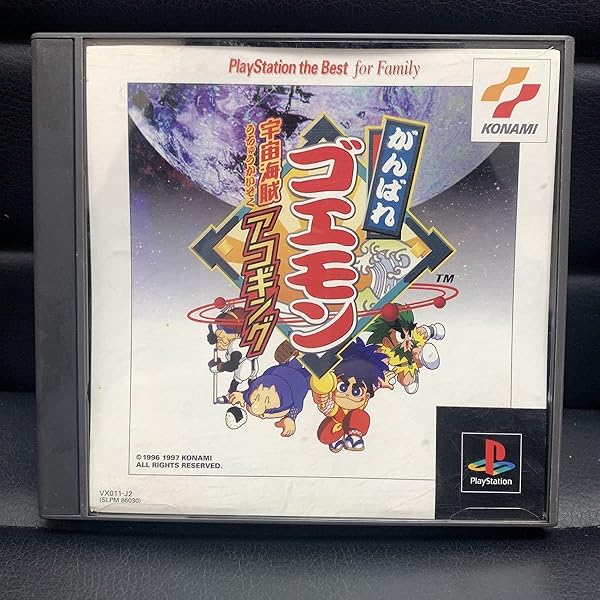 PlayStation the Best for Family
KONAMI
がんばれ
ゴエモン
宇宙海賊
うちゅうかいぞく
アコギング
TM
©1996 1997 KONAMI
ALL RIGHTS RESERVED.
VX011-J2
(SLPM 86030)
PlayStation